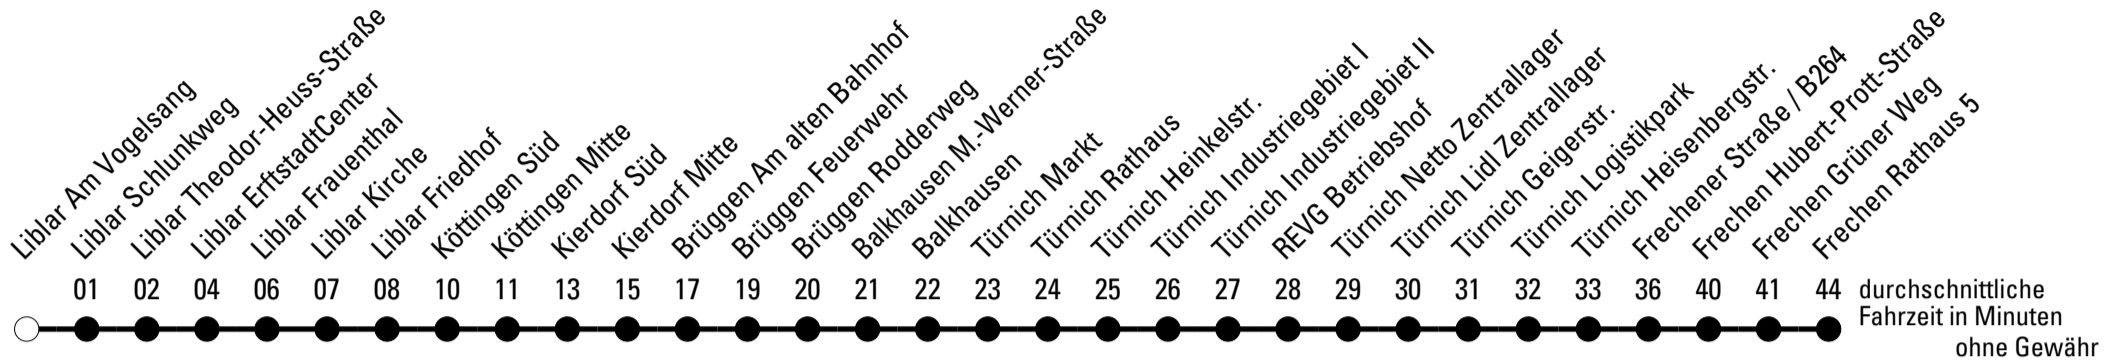 Liblar Am Vogelsang
Liblar Schlunkweg
Liblar Theodor-Heuss-Straße
Liblar ErftstadtCenter
Liblar Frauenthal
Liblar Kirche
Liblar Friedhof
Köttingen Süd
Köttingen Mitte
Kierdorf Süd
Kierdorf Mitte
Brüggen Am alten Bahnhof
Brüggen Feuerwehr
Brüggen Rodderweg
Balkhausen M.-Werner-Straße
Balkhausen
Türnich Markt
Türnich Rathaus
Türnich Heinkelstr.
Türnich Industriegebiet I
Türnich Industriegebiet II
REVG Betriebshof
Türnich Netto Zentrallager
Türnich Lidl Zentrallager
Türnich Geigerstr.
Türnich Logistikpark
Türnich Heisenbergstr.
Frechener Straße / B264
Frechen Hubert-Prott-Straße
Frechen Grüner Weg
Frechen Rathaus 5
01 02 04 06 07 08 10 11 13 15 17 19 20 21 22 23 24 25 26 27 28 29 30 31 32 33 36 40 41 44 durchschnittliche
Fahrzeit in Minuten
ohne Gewähr